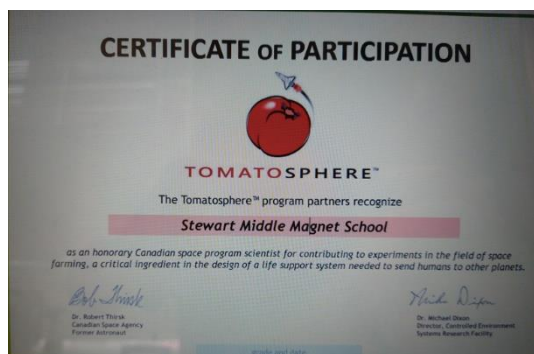 CERTIFICATE OF PARTICIPATION
TOMATOSPHERE™
The Tomatosphere™ program partners recognize
Stewart Middle Magnet School
as an honorary Canadian space program scientist for contributing to experiments in the field of space
farming, a critical ingredient in the design of a life support system needed to send humans to other planets.
Bob Thirsk
Dr. Robert Thirsk
Canadian Space Agency
Former Astronaut
Dr. Michael Dixon
Director, Controlled Environment
Systems Research Facility